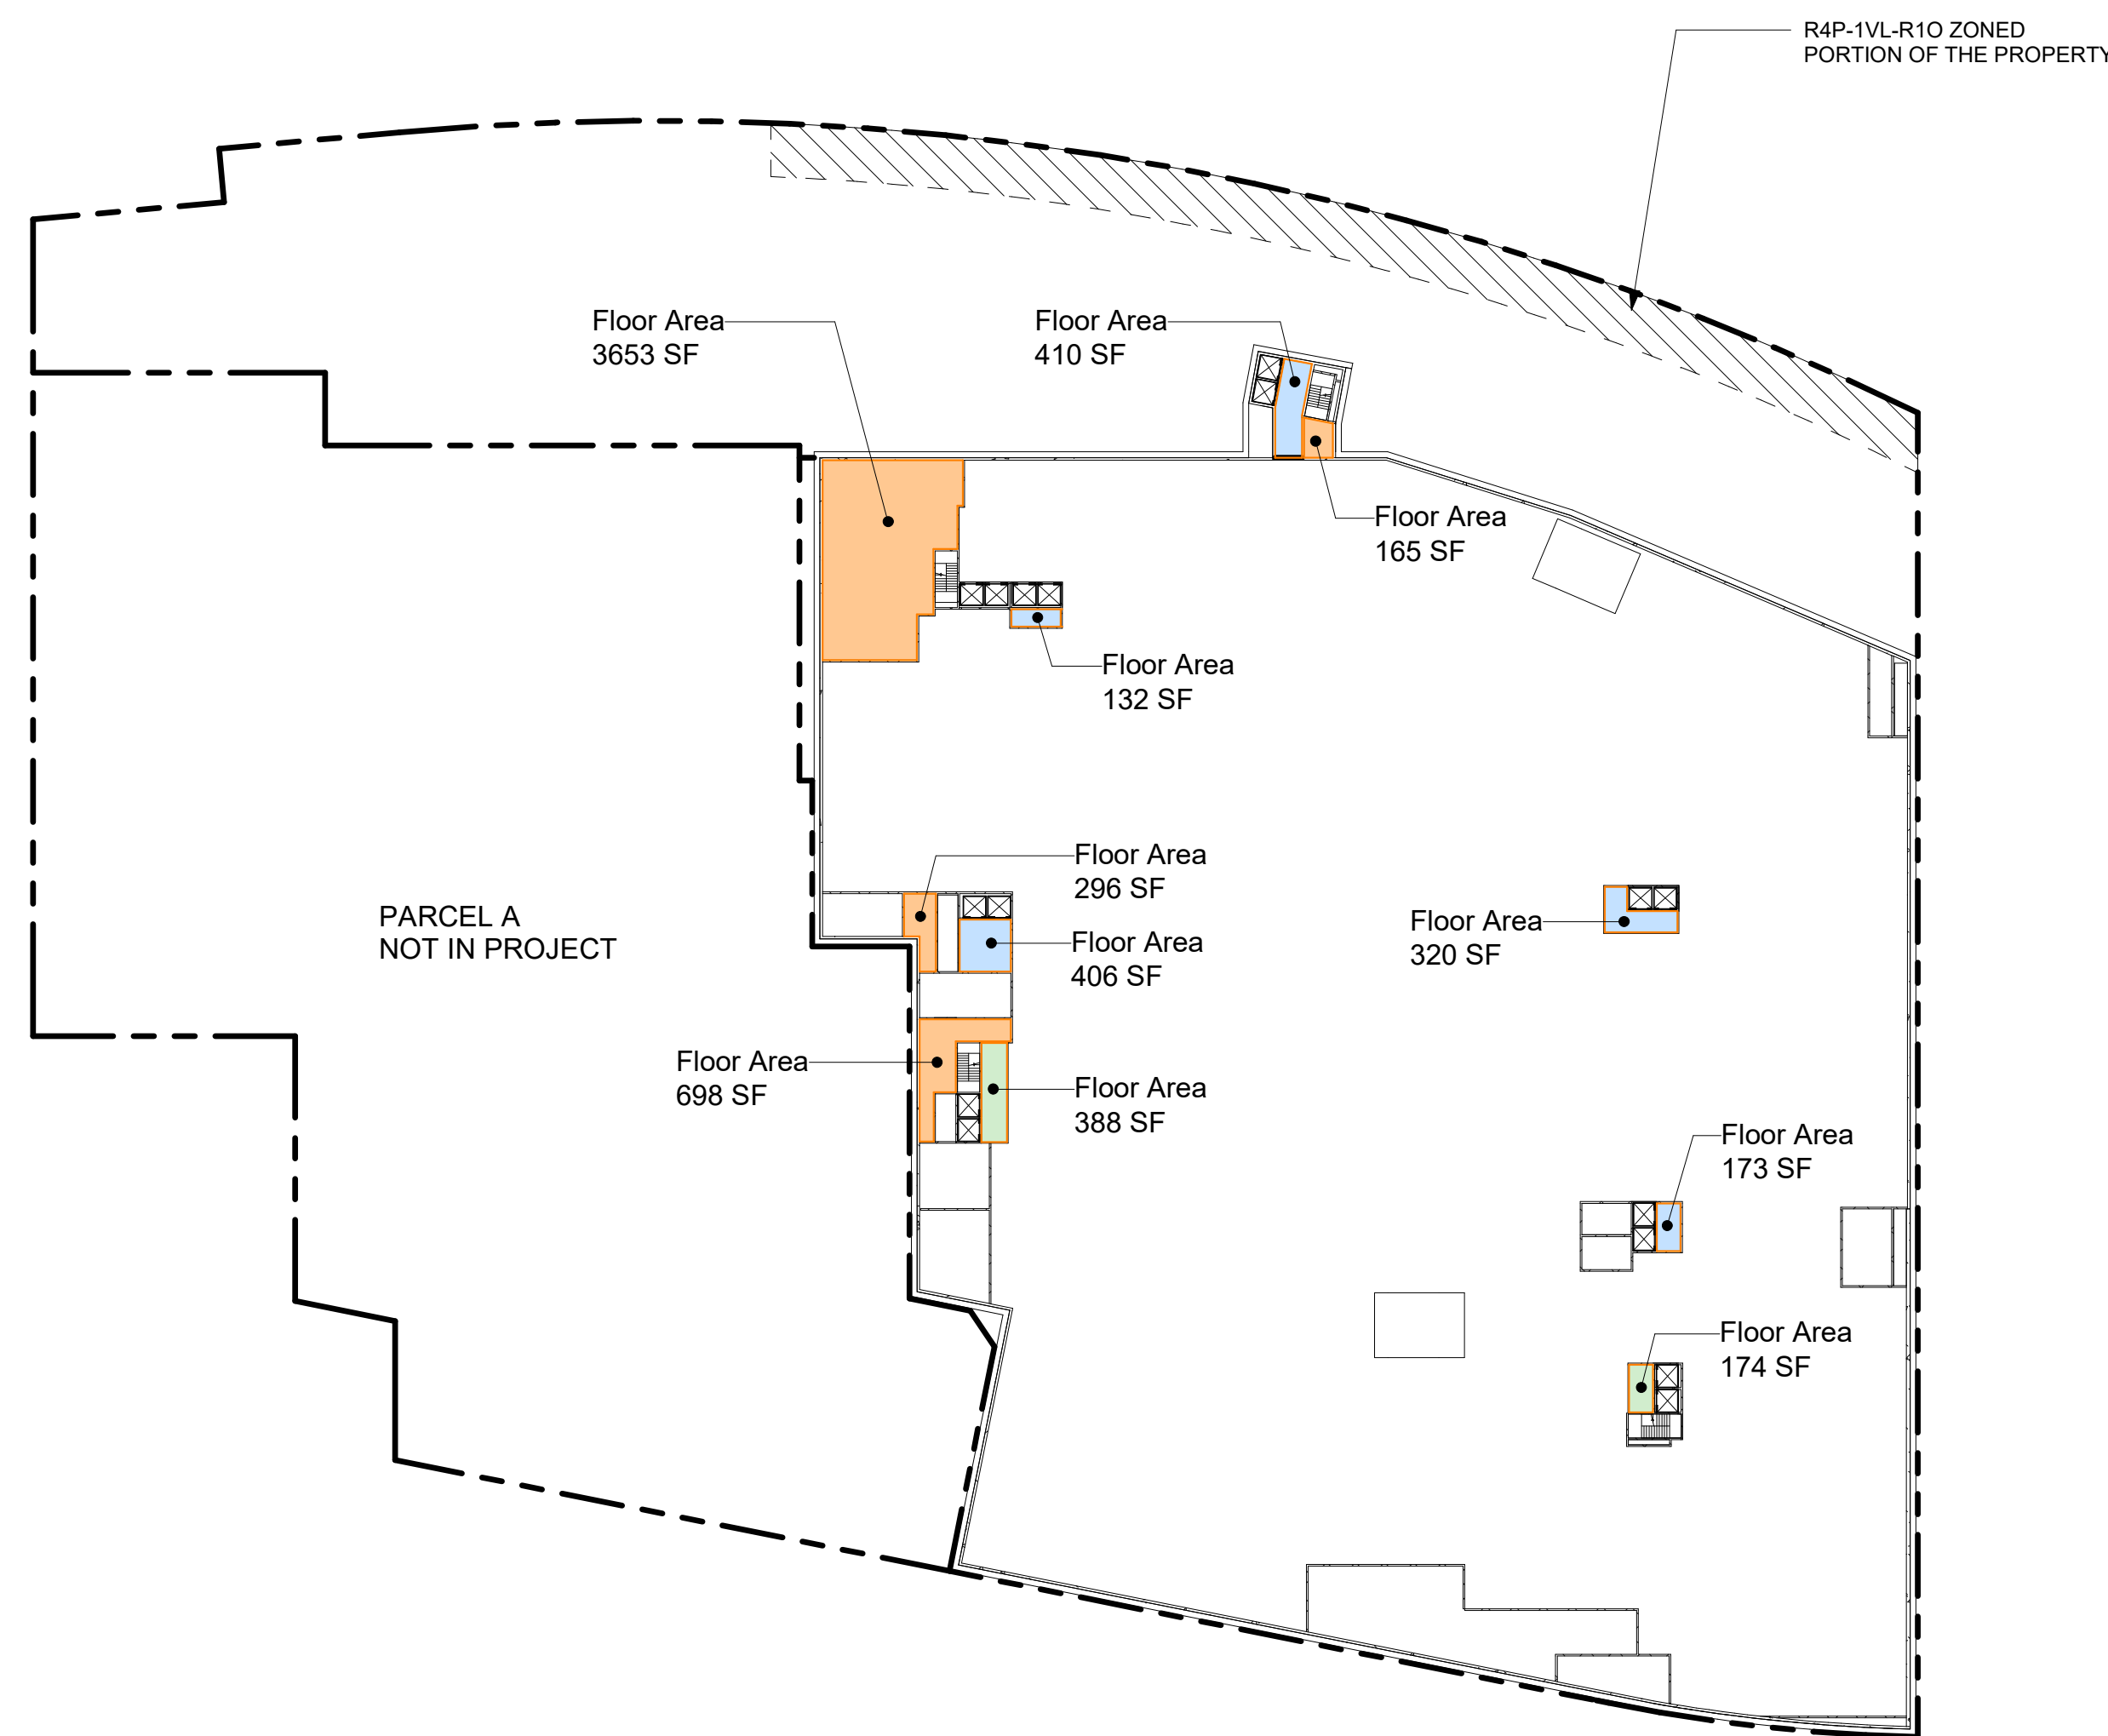 R4P-1VL-R1O ZONED
PORTION OF THE PROPERTY
Floor Area
3653 SF
Floor Area
410 SF
Floor Area
165 SF
Floor Area
132 SF
Floor Area
296 SF
Floor Area
406 SF
Floor Area
320 SF
PARCEL A
NOT IN PROJECT
Floor Area
698 SF
Floor Area
388 SF
Floor Area
173 SF
Floor Area
174 SF